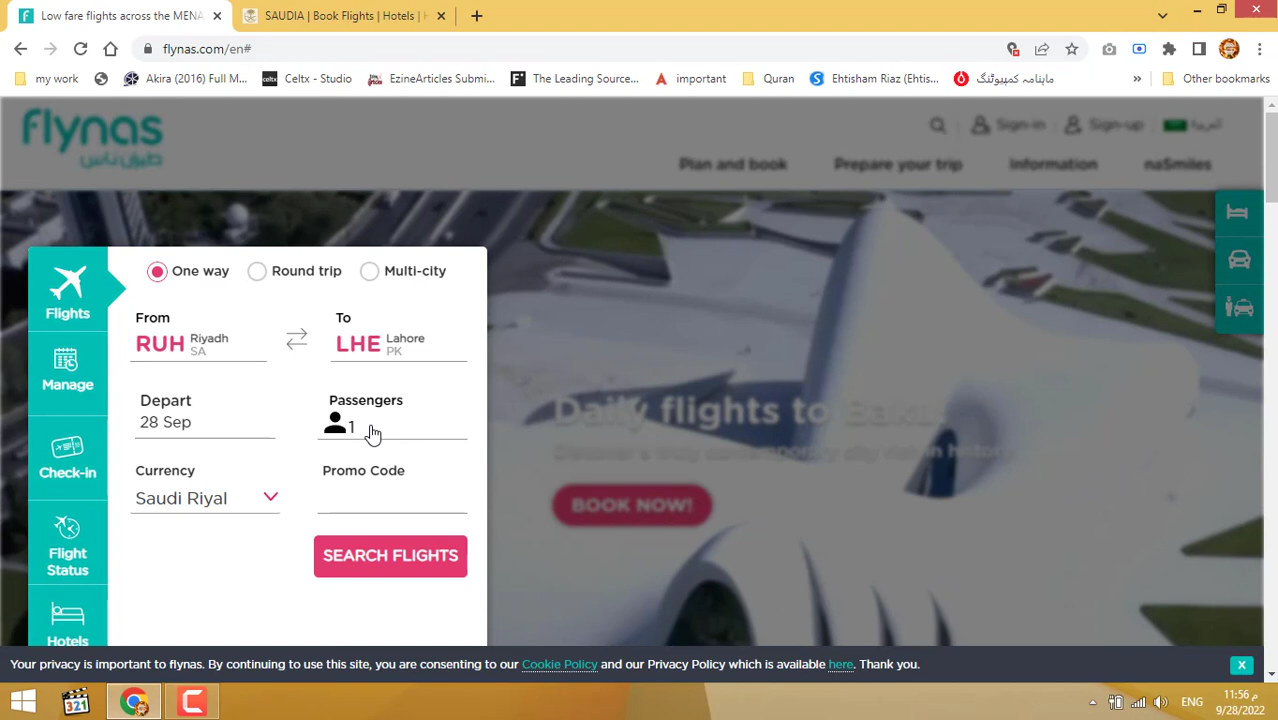 Low fare flights across the MENA
SAUDIA | Book Flights | Hotels |
flynas.com/en#
my work
Akira (2016) Full M...
Celtx - Studio
EzineArticles Submi...
The Leading Source...
important
Quran
Ehtisham Riaz (Ehtis...
ماہنامہ کمپیوٹنگ
»
Other bookmarks
flynas
طيران ناس
Sign-in
Sign-up
العربية
Plan and book
Prepare your trip
Information
naSmiles
Flights
Manage
Check-in
Flight
Status
Hotels
One way
Round trip
Multi-city
From
RUH
Riyadh
SA
To
LHE
Lahore
PK
Depart
28 Sep
Passengers
1
Currency
Saudi Riyal
Promo Code
SEARCH FLIGHTS
Daily flights to Baku
BOOK NOW!
Your privacy is important to flynas. By continuing to use this site, you are consenting to our Cookie Policy and our Privacy Policy which is available here. Thank you.
X
321
ENG
11:56 م
9/28/2022